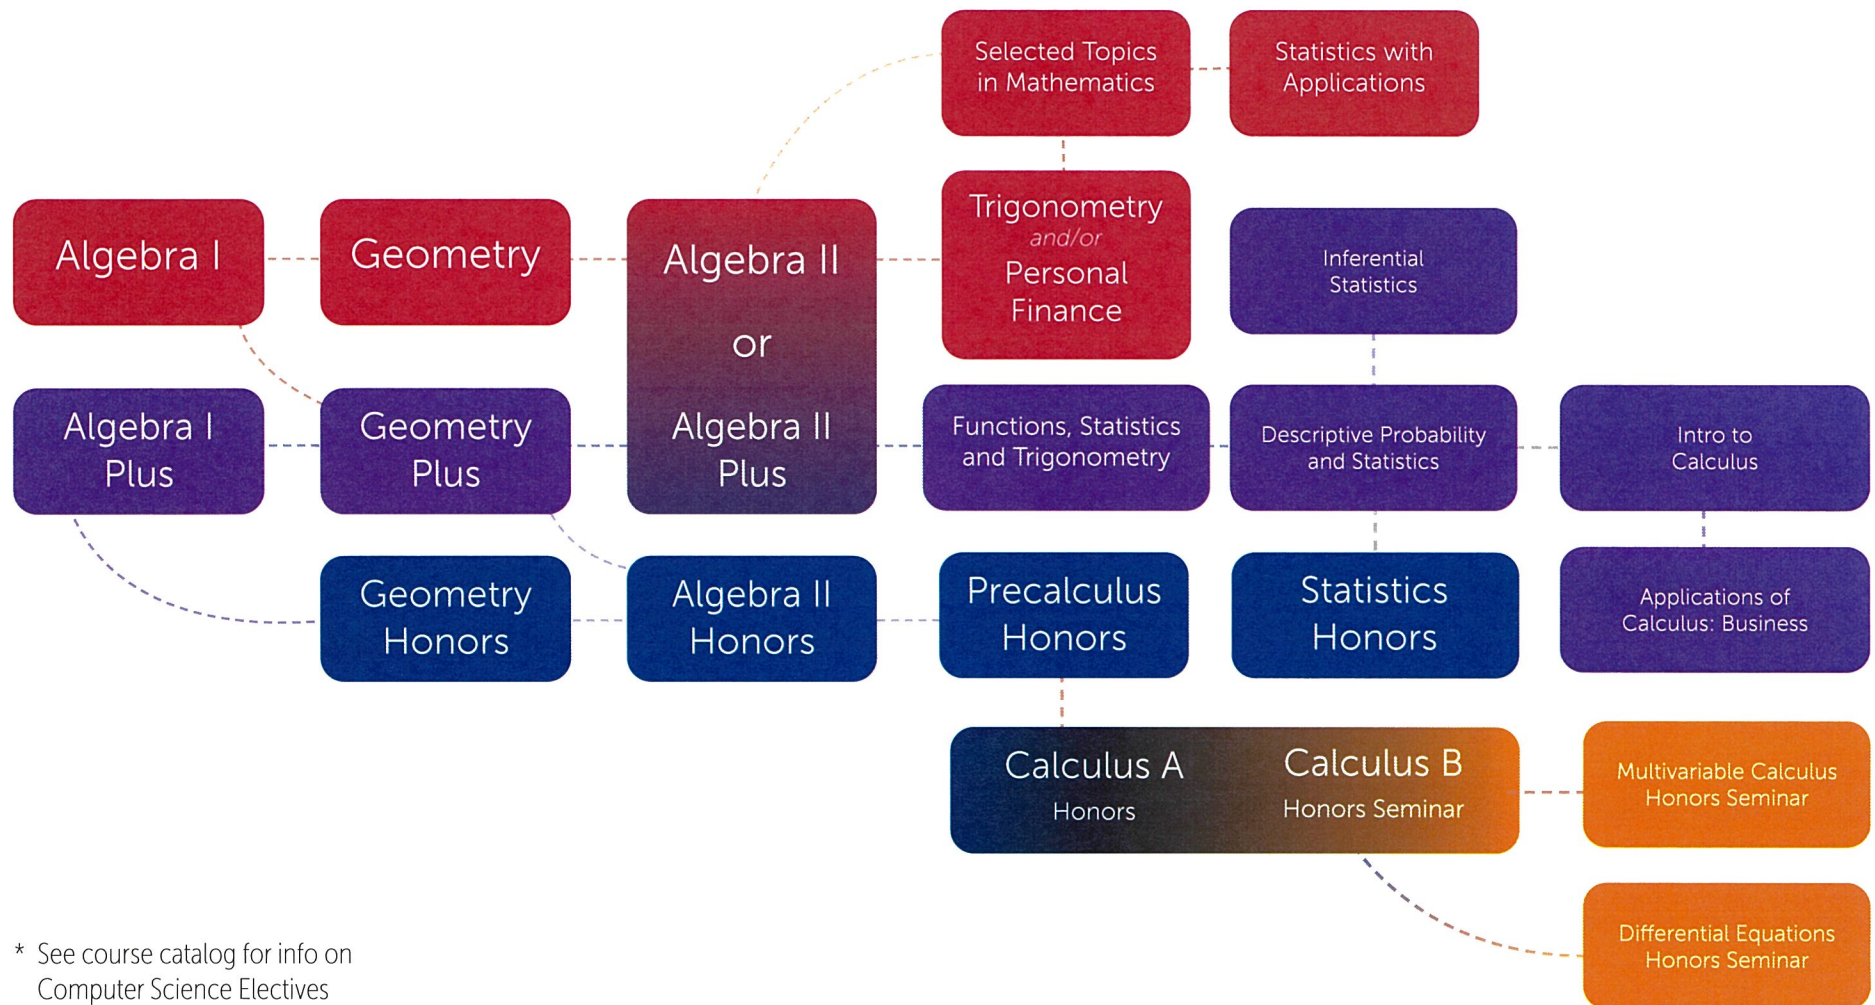 Selected Topics
in Mathematics
Statistics with
Applications
Algebra I
Geometry
Algebra II
or
Algebra II
Plus
Trigonometry
and/or
Personal
Finance
Inferential
Statistics
Algebra I
Plus
Geometry
Plus
Functions, Statistics
and Trigonometry
Descriptive Probability
and Statistics
Intro to
Calculus
Geometry
Honors
Algebra II
Honors
Precalculus
Honors
Statistics
Honors
Applications of
Calculus: Business
Calculus A
Honors
Calculus B
Honors Seminar
Multivariable Calculus
Honors Seminar
Differential Equations
Honors Seminar
* See course catalog for info on
Computer Science Electives